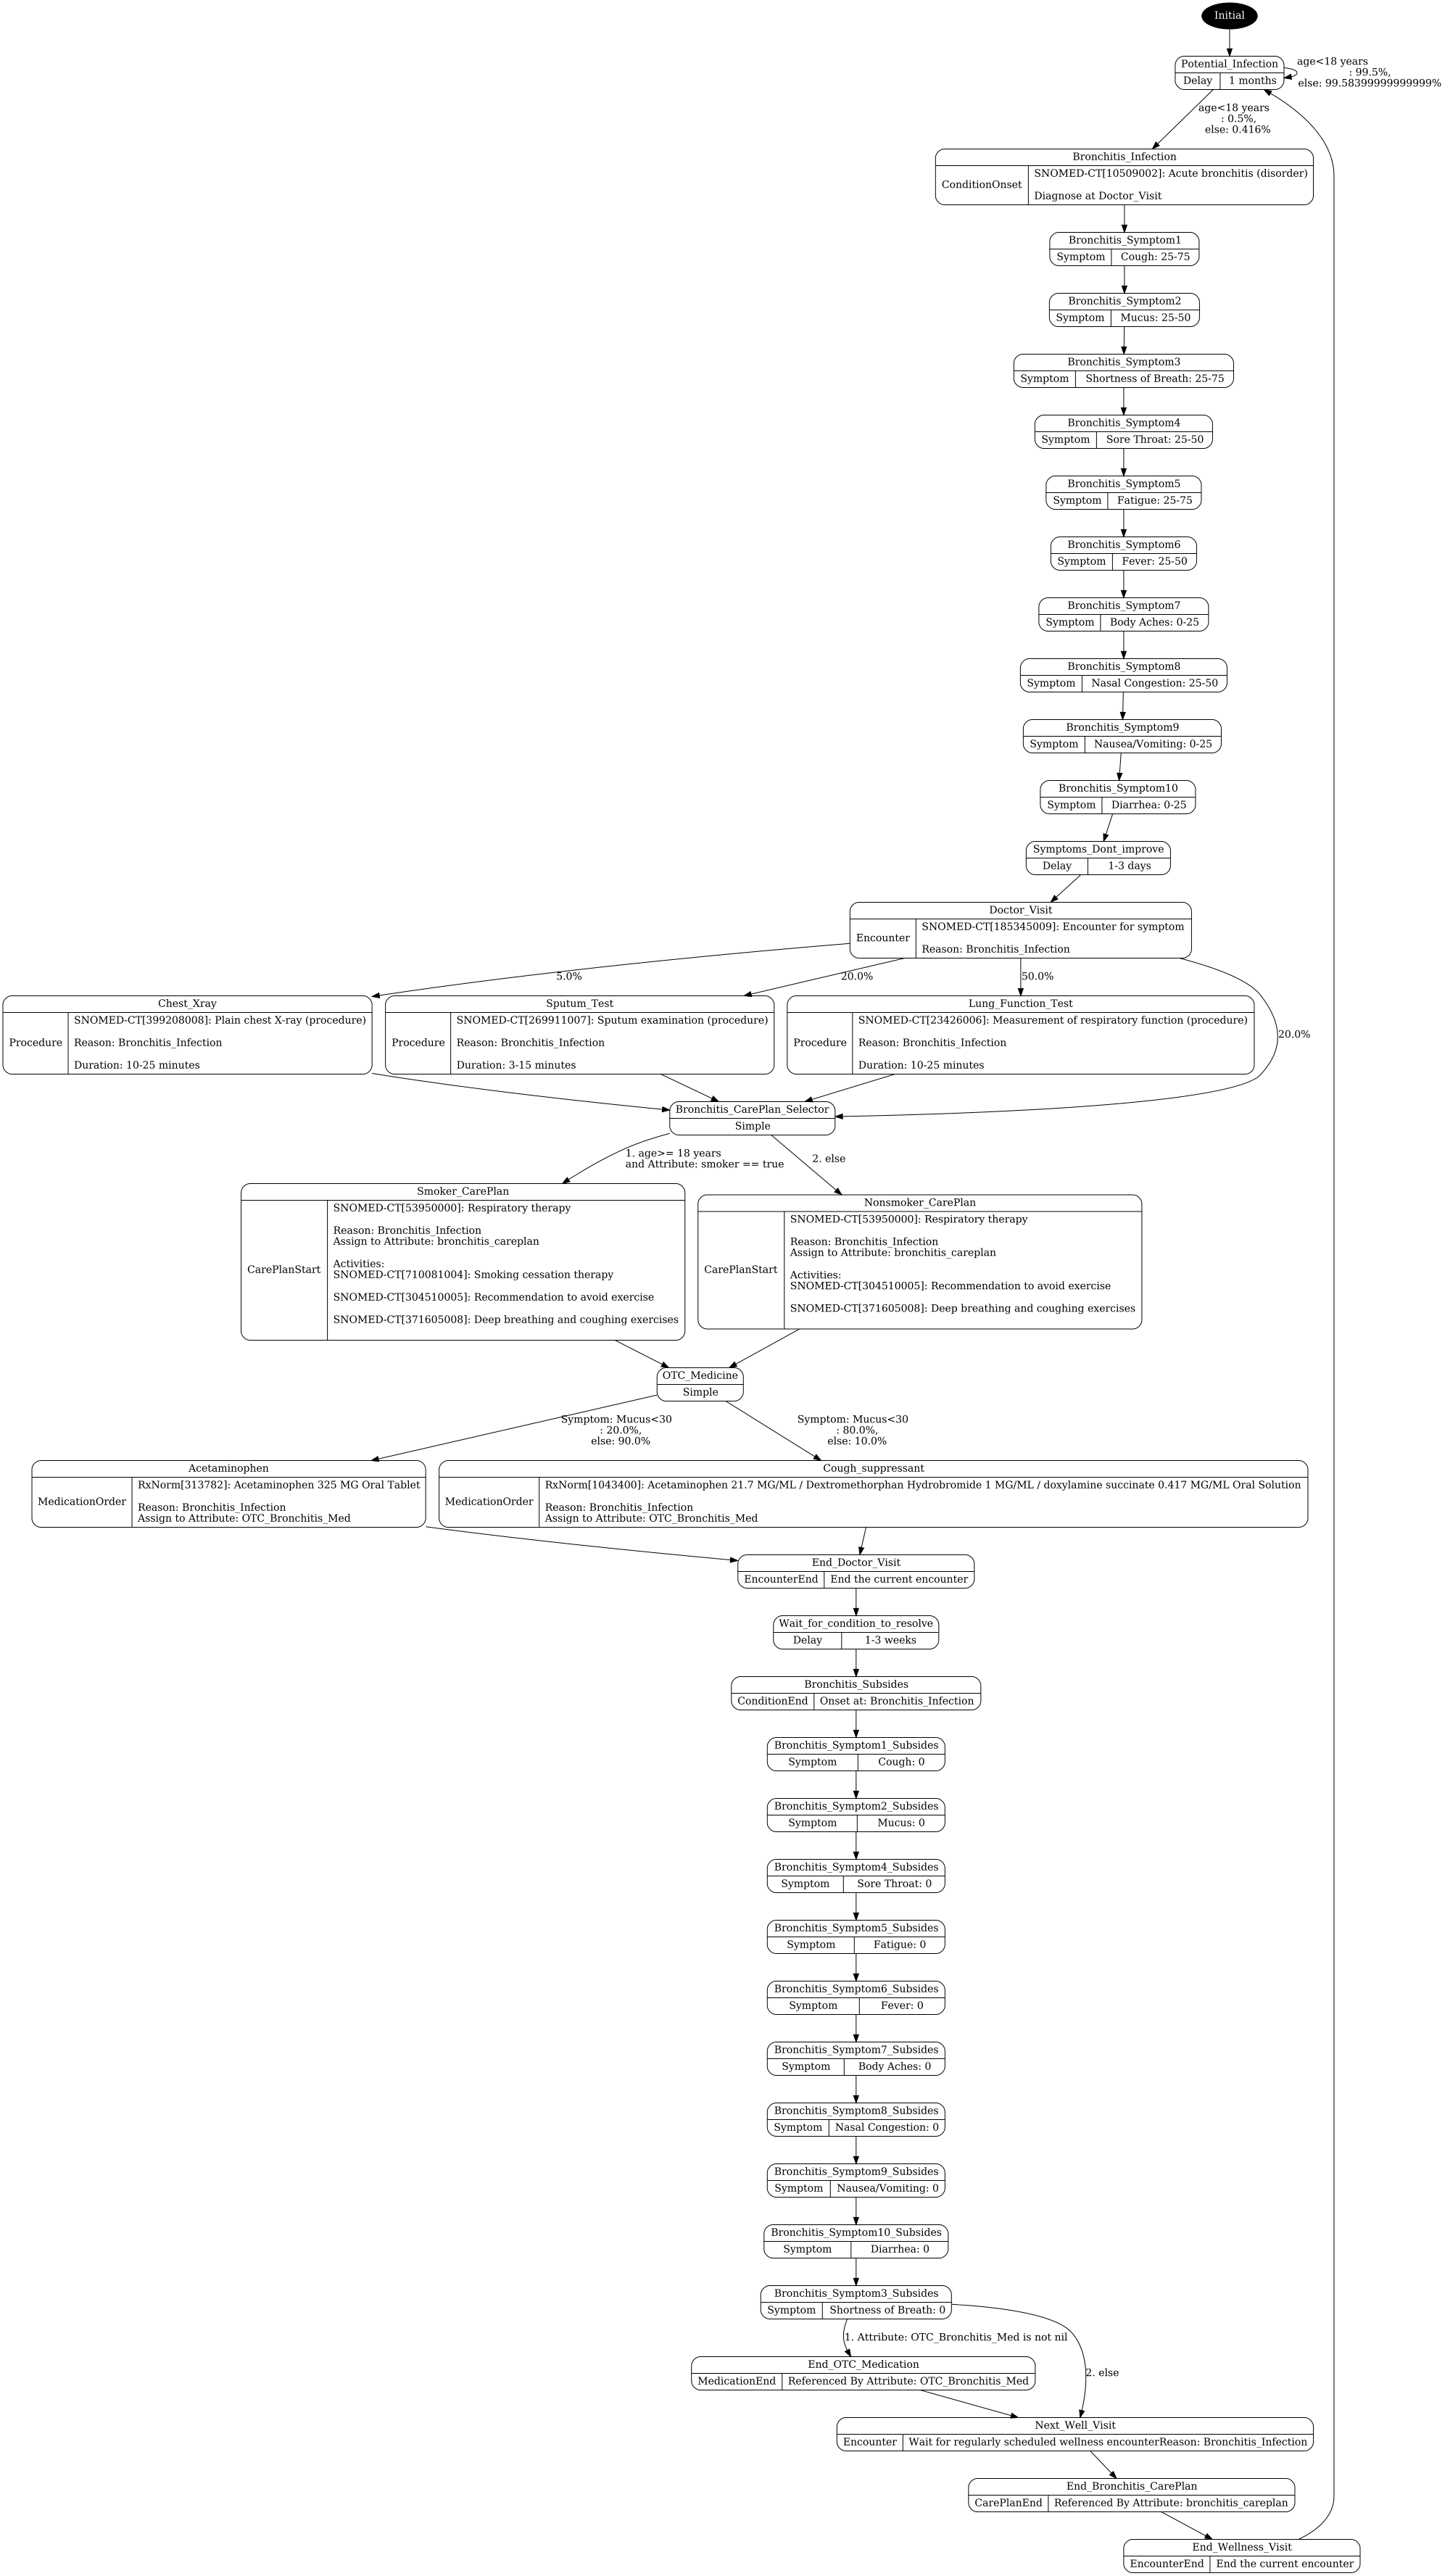 Initial
Potential_Infection
Delay 1 months
age<18 years
: 99.5%,
else: 99.58399999999999%
age<18 years
: 0.5%,
else: 0.416%
Bronchitis_Infection
ConditionOnset
SNOMED-CT[10509002]: Acute bronchitis (disorder)
Diagnose at Doctor_Visit
Bronchitis_Symptom1
Symptom Cough: 25-75
Bronchitis_Symptom2
Symptom Mucus: 25-50
Bronchitis_Symptom3
Symptom Shortness of Breath: 25-75
Bronchitis_Symptom4
Symptom Sore Throat: 25-50
Bronchitis_Symptom5
Symptom Fatigue: 25-75
Bronchitis_Symptom6
Symptom Fever: 25-50
Bronchitis_Symptom7
Symptom Body Aches: 0-25
Bronchitis_Symptom8
Symptom Nasal Congestion: 25-50
Bronchitis_Symptom9
Symptom Nausea/Vomiting: 0-25
Bronchitis_Symptom10
Symptom Diarrhea: 0-25
Symptoms_Dont_improve
Delay 1-3 days
Doctor_Visit
Encounter
SNOMED-CT[185345009]: Encounter for symptom
Reason: Bronchitis_Infection
5.0%
20.0%
50.0%
20.0%
Chest_Xray
Procedure
SNOMED-CT[399208008]: Plain chest X-ray (procedure)
Reason: Bronchitis_Infection
Duration: 10-25 minutes
Sputum_Test
Procedure
SNOMED-CT[269911007]: Sputum examination (procedure)
Reason: Bronchitis_Infection
Duration: 3-15 minutes
Lung_Function_Test
Procedure
SNOMED-CT[23426006]: Measurement of respiratory function (procedure)
Reason: Bronchitis_Infection
Duration: 10-25 minutes
Bronchitis_CarePlan_Selector
Simple
1. age>= 18 years
and Attribute: smoker == true
2. else
Smoker_CarePlan
CarePlanStart
SNOMED-CT[53950000]: Respiratory therapy
Reason: Bronchitis_Infection
Assign to Attribute: bronchitis_careplan
Activities:
SNOMED-CT[710081004]: Smoking cessation therapy
SNOMED-CT[304510005]: Recommendation to avoid exercise
SNOMED-CT[371605008]: Deep breathing and coughing exercises
Nonsmoker_CarePlan
CarePlanStart
SNOMED-CT[53950000]: Respiratory therapy
Reason: Bronchitis_Infection
Assign to Attribute: bronchitis_careplan
Activities:
SNOMED-CT[304510005]: Recommendation to avoid exercise
SNOMED-CT[371605008]: Deep breathing and coughing exercises
OTC_Medicine
Simple
Symptom: Mucus<30
: 20.0%,
else: 90.0%
Symptom: Mucus<30
: 80.0%,
else: 10.0%
Acetaminophen
MedicationOrder
RxNorm[313782]: Acetaminophen 325 MG Oral Tablet
Reason: Bronchitis_Infection
Assign to Attribute: OTC_Bronchitis_Med
Cough_suppressant
MedicationOrder
RxNorm[1043400]: Acetaminophen 21.7 MG/ML / Dextromethorphan Hydrobromide 1 MG/ML / doxylamine succinate 0.417 MG/ML Oral Solution
Reason: Bronchitis_Infection
Assign to Attribute: OTC_Bronchitis_Med
End_Doctor_Visit
EncounterEnd End the current encounter
Wait_for_condition_to_resolve
Delay 1-3 weeks
Bronchitis_Subsides
ConditionEnd Onset at: Bronchitis_Infection
Bronchitis_Symptom1_Subsides
Symptom Cough: 0
Bronchitis_Symptom2_Subsides
Symptom Mucus: 0
Bronchitis_Symptom4_Subsides
Symptom Sore Throat: 0
Bronchitis_Symptom5_Subsides
Symptom Fatigue: 0
Bronchitis_Symptom6_Subsides
Symptom Fever: 0
Bronchitis_Symptom7_Subsides
Symptom Body Aches: 0
Bronchitis_Symptom8_Subsides
Symptom Nasal Congestion: 0
Bronchitis_Symptom9_Subsides
Symptom Nausea/Vomiting: 0
Bronchitis_Symptom10_Subsides
Symptom Diarrhea: 0
Bronchitis_Symptom3_Subsides
Symptom Shortness of Breath: 0
1. Attribute: OTC_Bronchitis_Med is not nil
2. else
End_OTC_Medication
MedicationEnd Referenced By Attribute: OTC_Bronchitis_Med
Next_Well_Visit
Encounter Wait for regularly scheduled wellness encounterReason: Bronchitis_Infection
End_Bronchitis_CarePlan
CarePlanEnd Referenced By Attribute: bronchitis_careplan
End_Wellness_Visit
EncounterEnd End the current encounter